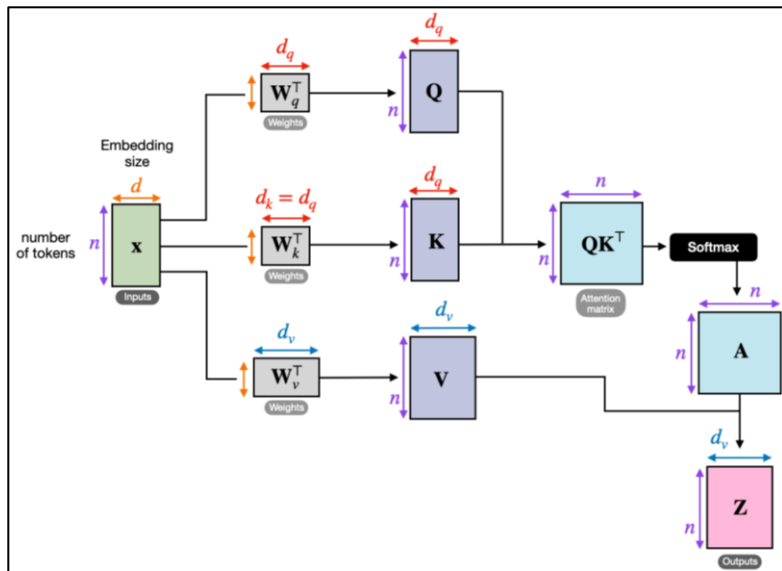 d_q
W_q^⊤
Weights
d_q
n
Q
Embedding
size
d
number
of tokens
n
x
Inputs
d_k = d_q
W_k^⊤
Weights
d_q
n
K
n
n
QK^⊤
Attention
matrix
Softmax
d_v
W_v^⊤
Weights
d_v
n
V
n
n
A
d_v
n
Z
Outputs